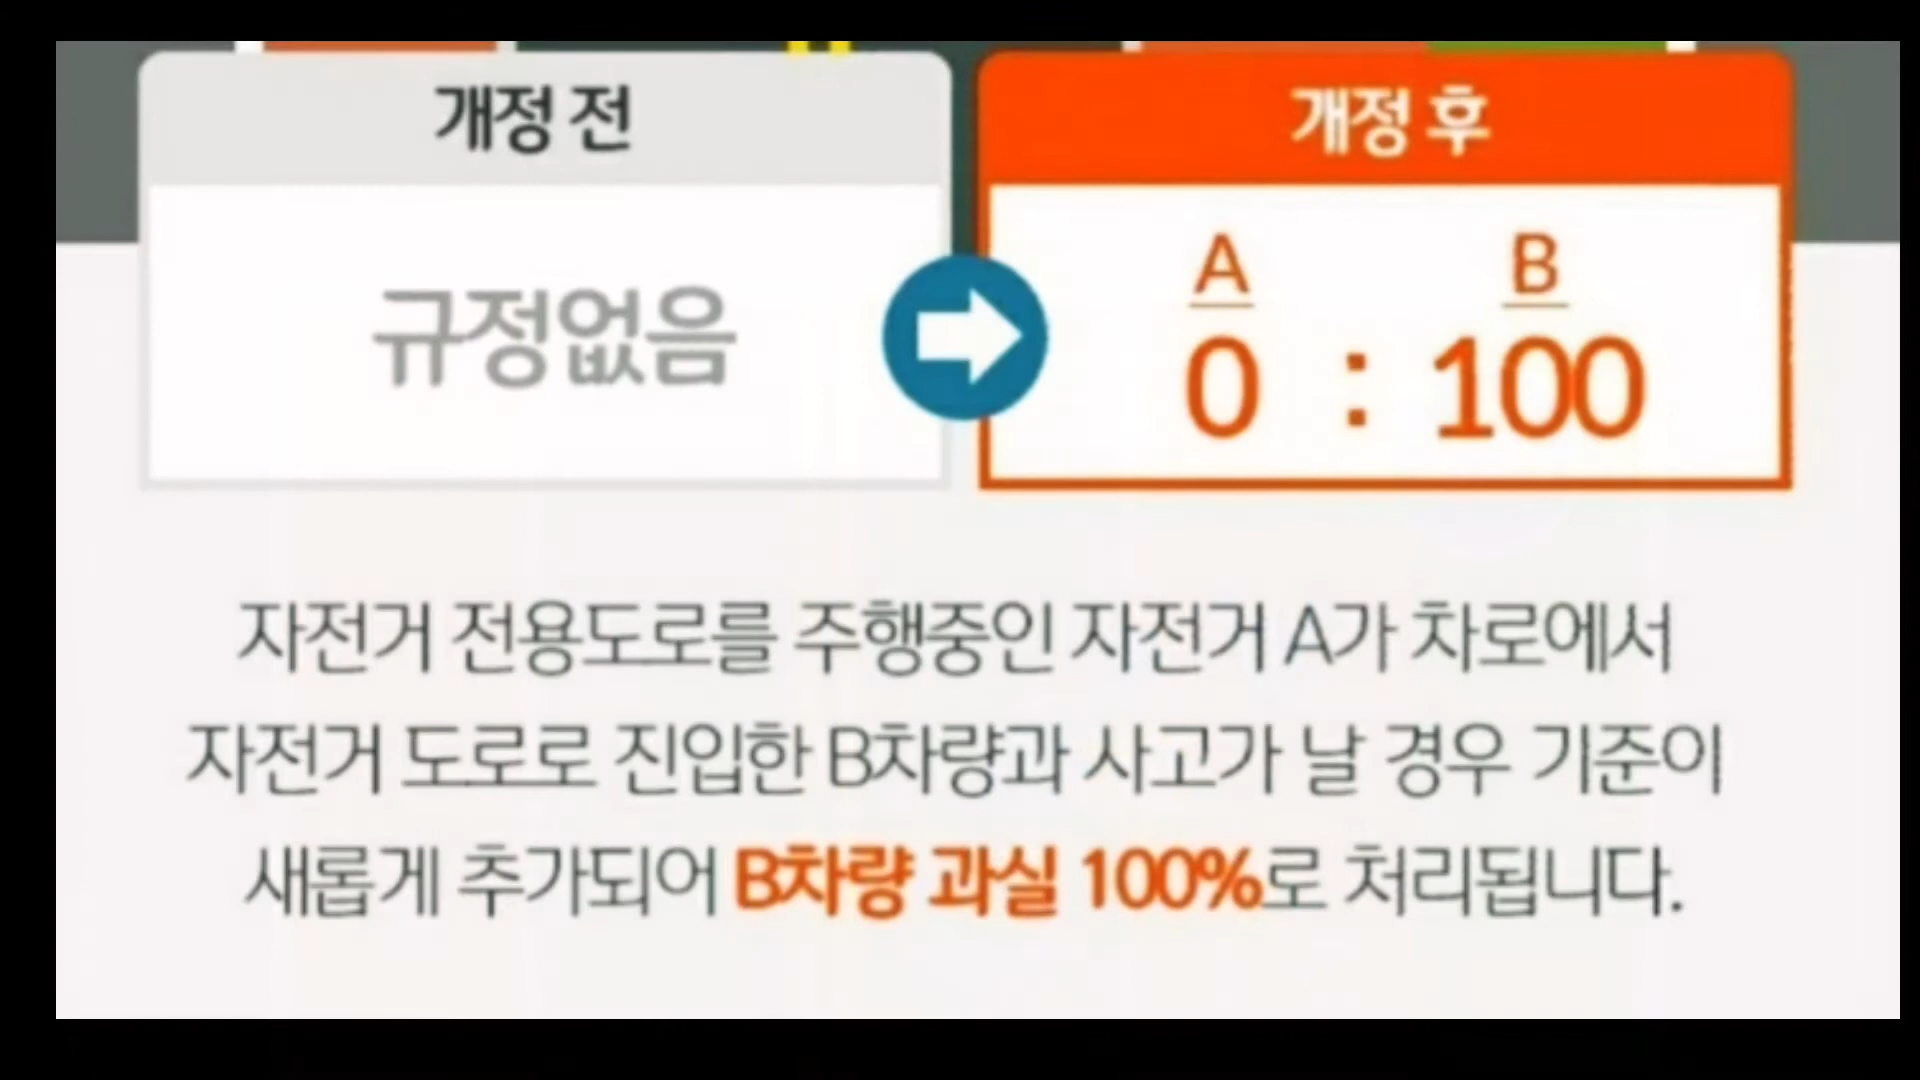 개정 전
개정 후
규정없음
A B
0 : 100
자전거 전용도로를 주행중인 자전거 A가 차로에서
자전거 도로로 진입한 B차량과 사고가 날 경우 기준이
새롭게 추가되어 B차량 과실 100%로 처리됩니다.